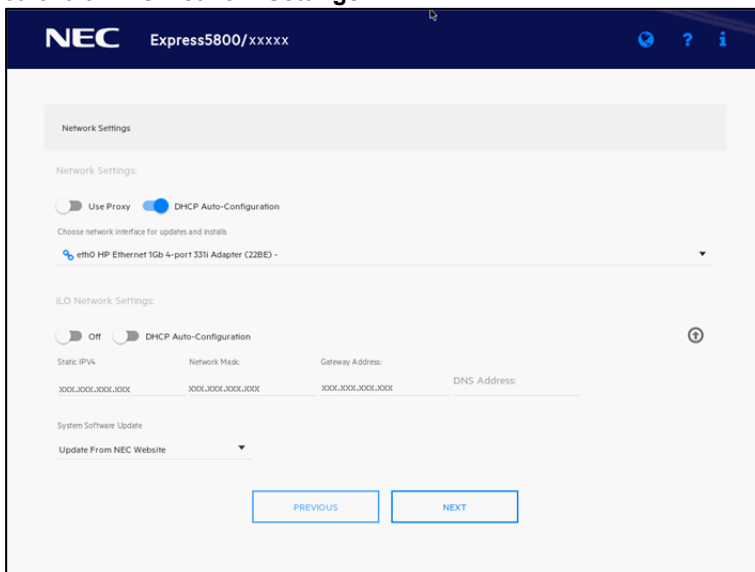 NEC Express5800/xxxxx ? i
Network Settings
Network Settings:
Use Proxy DHCP Auto-Configuration
Choose network interface for updates and installs
eth0 HP Ethernet 1Gb 4-port 331i Adapter (22BE) -
iLO Network Settings:
Off DHCP Auto-Configuration
Static IPV4 Network Mask: Gateway Address:
DNS Address:
xxx.xxx.xxx.xxx xxx.xxx.xxx.xxx xxx.xxx.xxx.xxx
System Software Update
Update From NEC Website
PREVIOUS NEXT